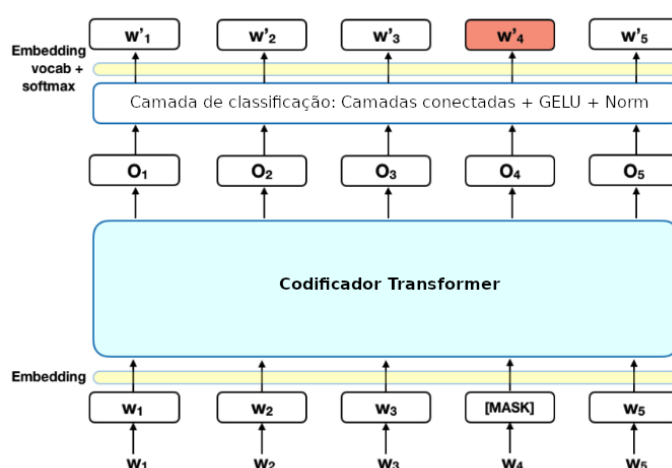 w'1 w'2 w'3 w'4 w'5
Embedding
vocab +
softmax
Camada de classificação: Camadas conectadas + GELU + Norm
O1 O2 O3 O4 O5
Codificador Transformer
Embedding
W1 W2 W3 [MASK] W5
W1 W2 W3 W4 W5